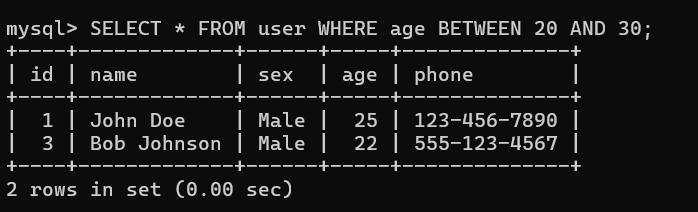 mysql> SELECT * FROM user WHERE age BETWEEN 20 AND 30;
+----+-------------+------+-----+--------------+
| id | name        | sex  | age | phone        |
+----+-------------+------+-----+--------------+
|  1 | John Doe    | Male |  25 | 123-456-7890 |
|  3 | Bob Johnson | Male |  22 | 555-123-4567 |
+----+-------------+------+-----+--------------+
2 rows in set (0.00 sec)